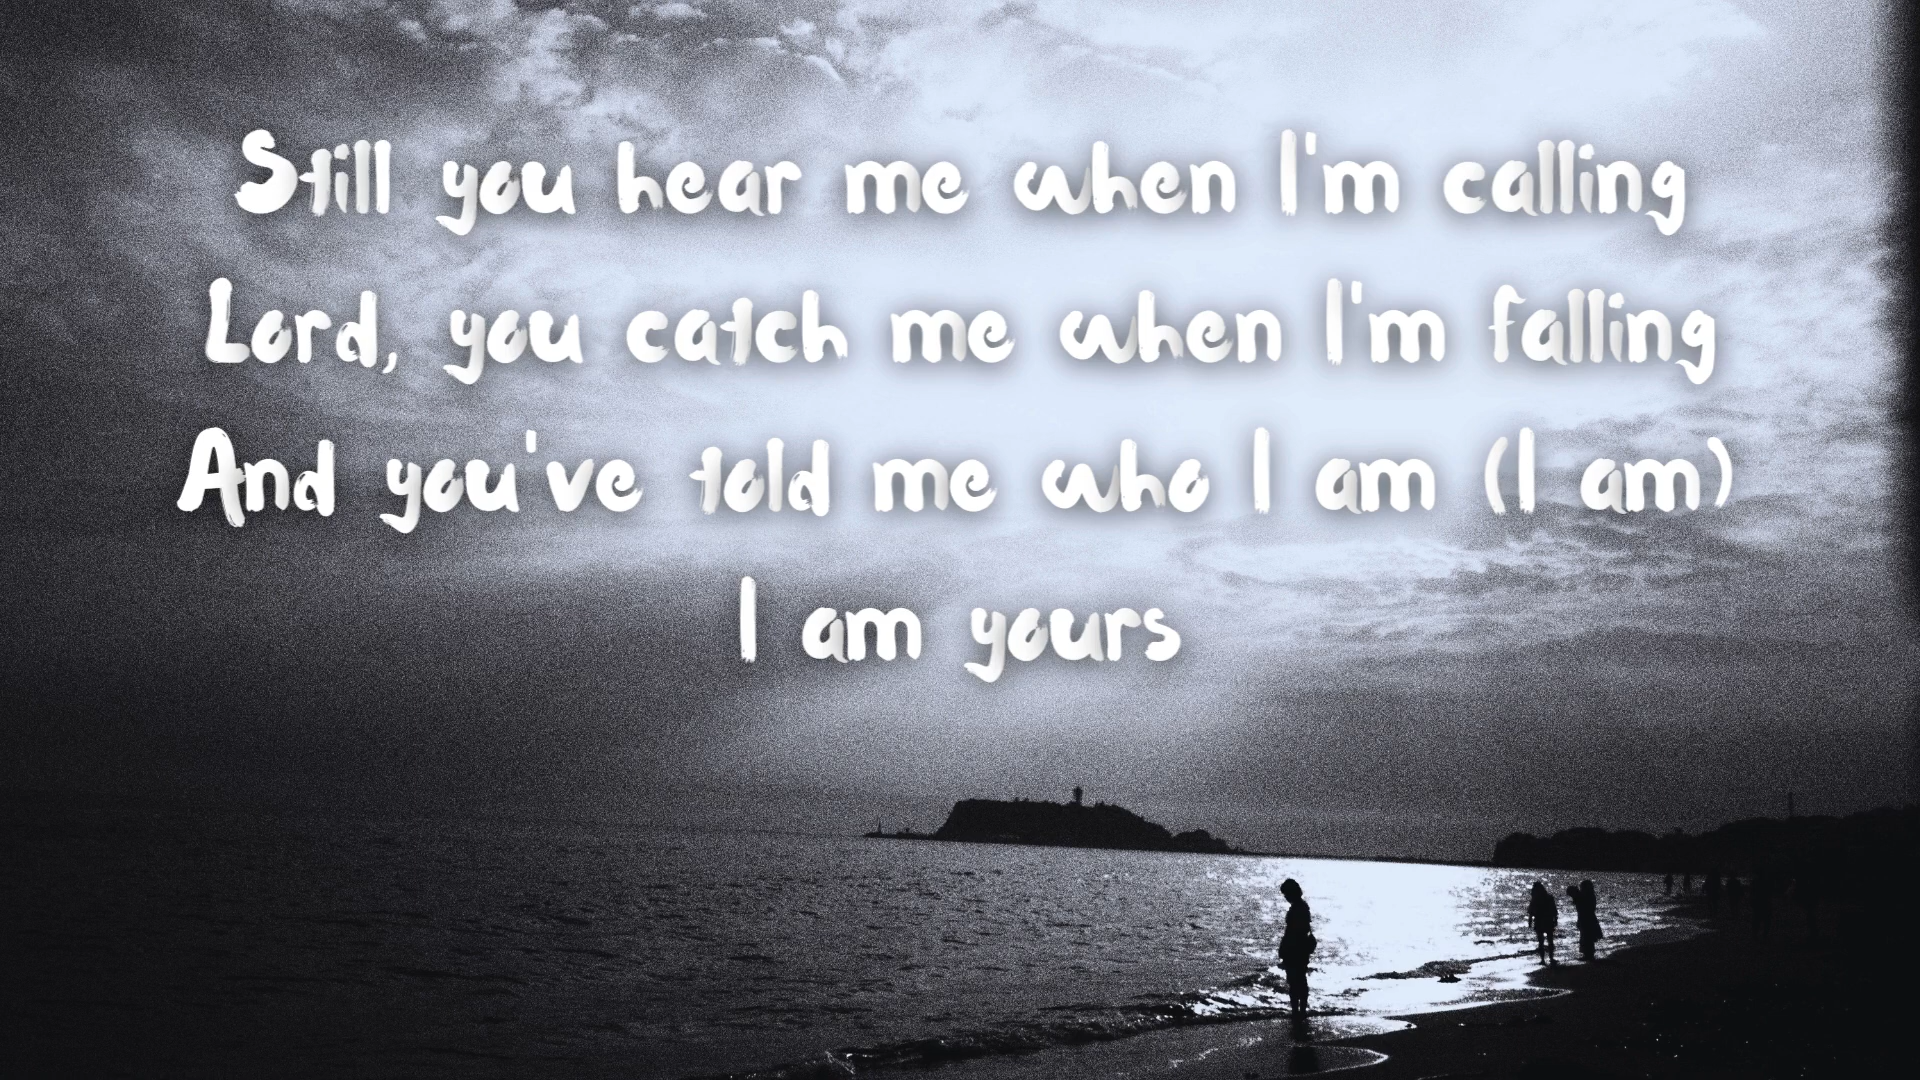 Still you hear me when I'm calling
Lord, you catch me when I'm falling
And you've told me who I am (I am)
I am yours